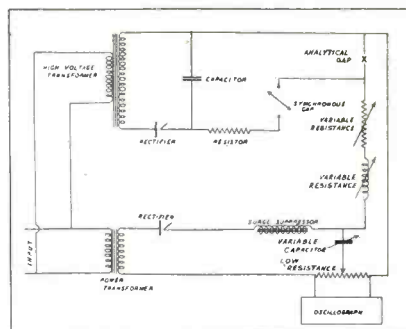 ANALYTICAL
GAP
HIGH VOLTAGE
TRANSFORMER
CAPACITOR
SYNCHRONOUS
GAP
VARIABLE
RESISTANCE
RECTIFIER
RESISTOR
VARIABLE
RESISTANCE
RECTIFIER
SURGE SUPPRESSOR
VARIABLE
CAPACITOR
LOW
RESISTANCE
INPUT
POWER
TRANSFORMER
OSCILLOGRAPH